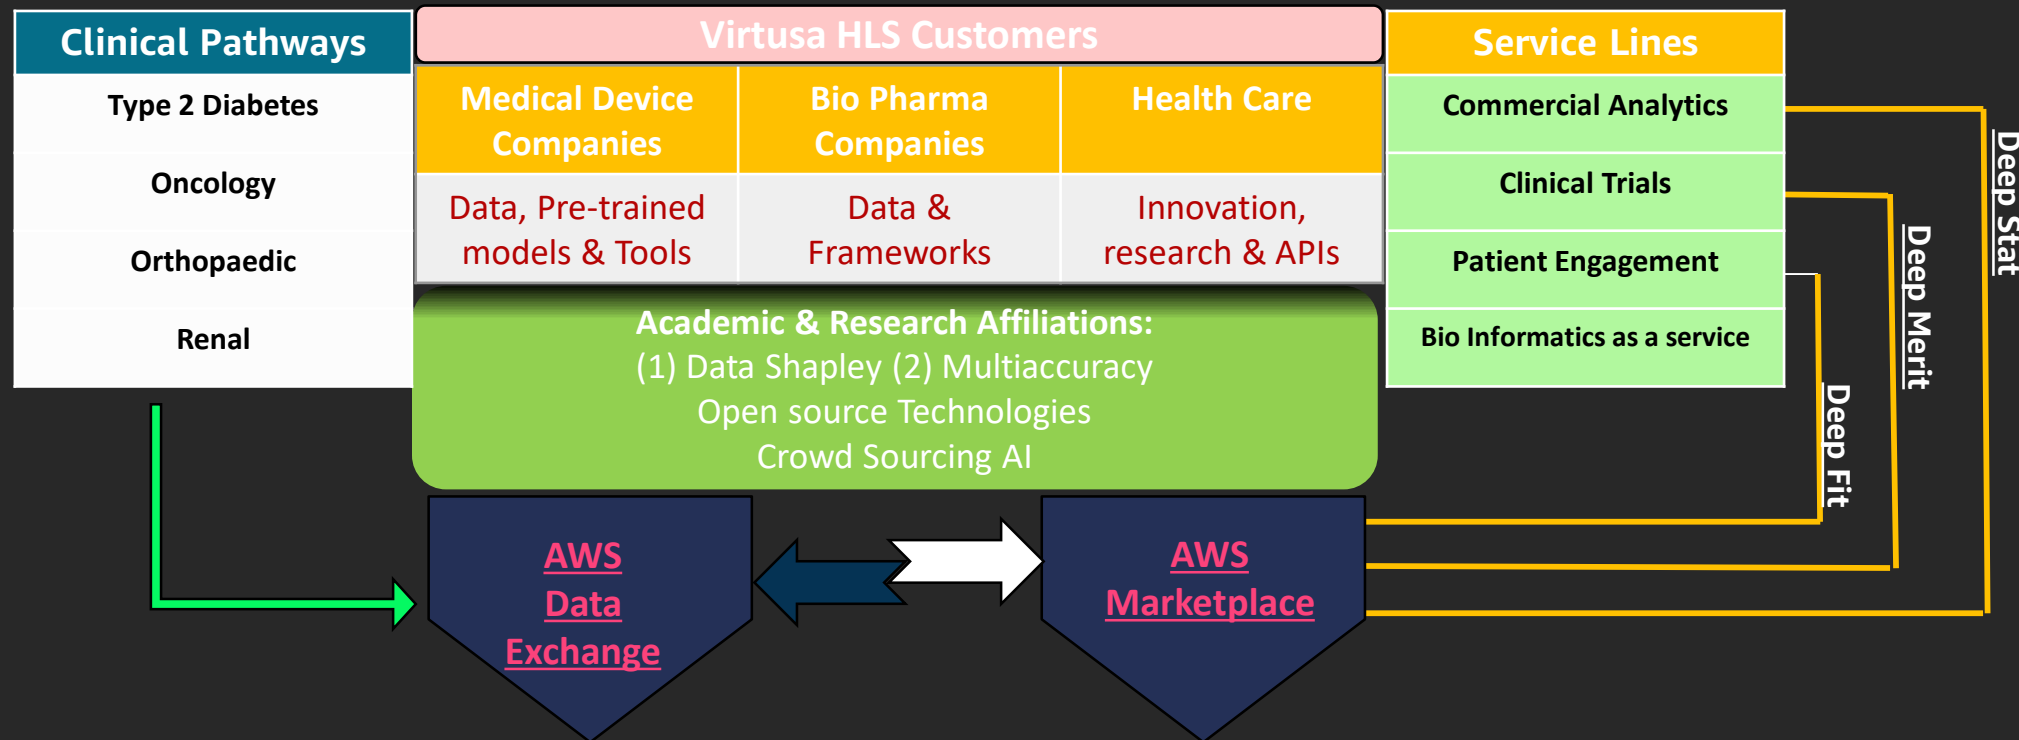 Clinical Pathways
Type 2 Diabetes
Oncology
Orthopaedic
Renal
Virtusa HLS Customers
Medical Device
Companies
Bio Pharma
Companies
Health Care
Data, Pre-trained
models & Tools
Data &
Frameworks
Innovation,
research & APIs
Academic & Research Affiliations:
(1) Data Shapley (2) Multiaccuracy
Open source Technologies
Crowd Sourcing AI
Service Lines
Commercial Analytics
Clinical Trials
Patient Engagement
Bio Informatics as a service
Deep Stat
Deep Merit
Deep Fit
AWS
Data
Exchange
AWS
Marketplace